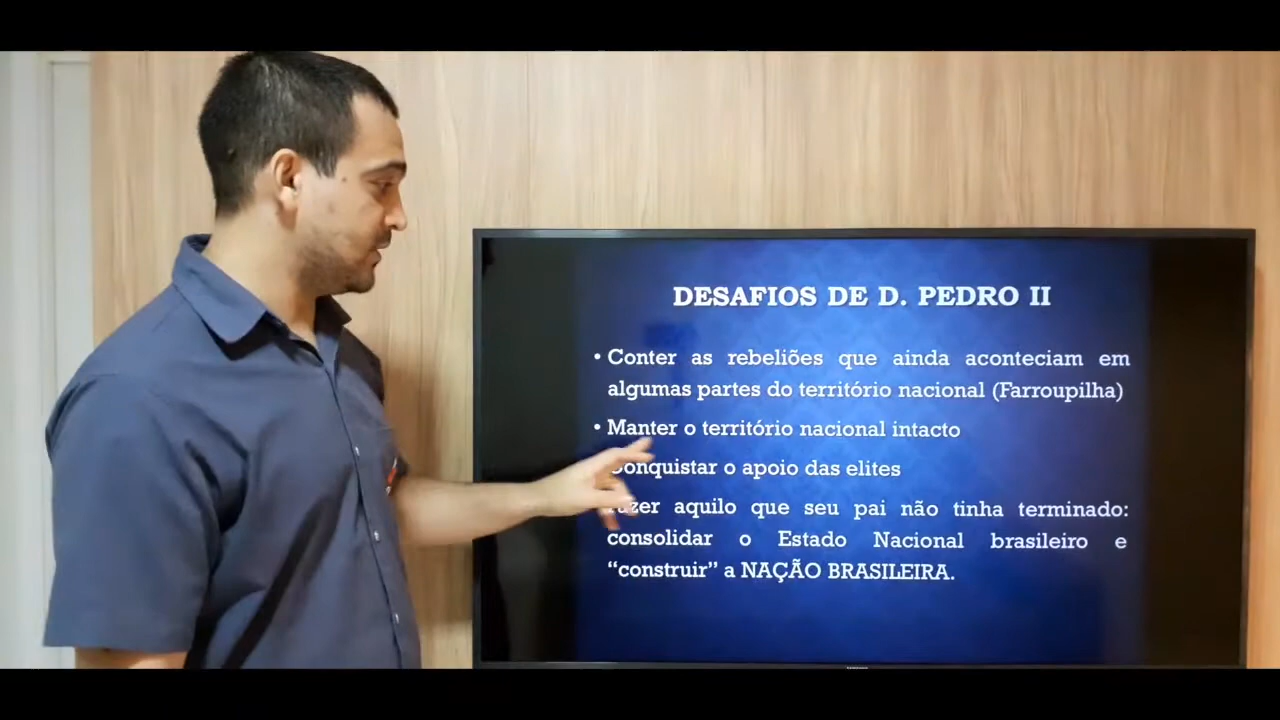 DESAFIOS DE D. PEDRO II
• Conter as rebeliões que ainda aconteciam em
algumas partes do território nacional (Farroupilha)
• Manter o território nacional intacto
Conquistar o apoio das elites
Fazer aquilo que seu pai não tinha terminado:
consolidar o Estado Nacional brasileiro e
“construir” a NAÇÃO BRASILEIRA.